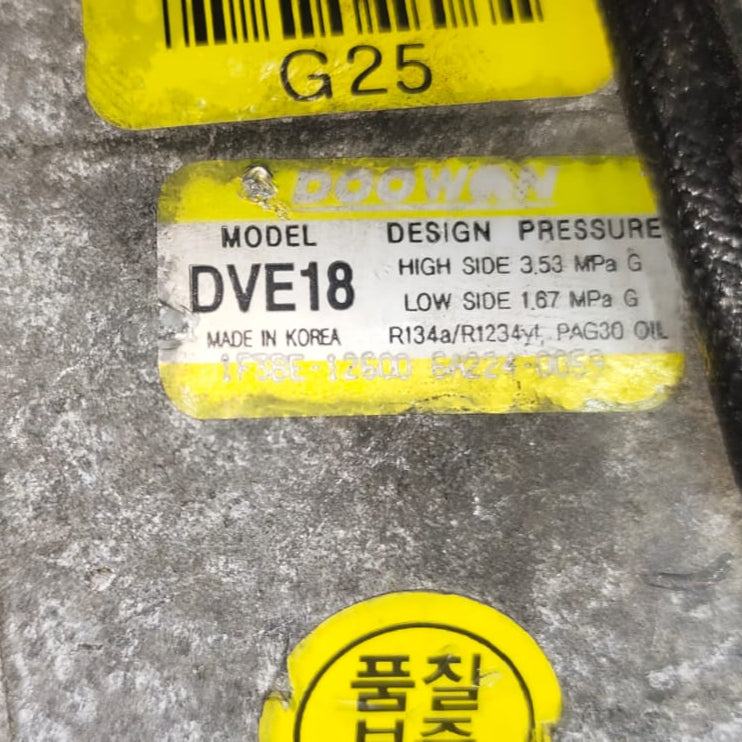 G25
DOOWON
MODEL DESIGN PRESSURE
DVE18 HIGH SIDE 3.53 MPa G
LOW SIDE 1.67 MPa G
MADE IN KOREA R134a/R1234yf, PAG30 OIL
품질